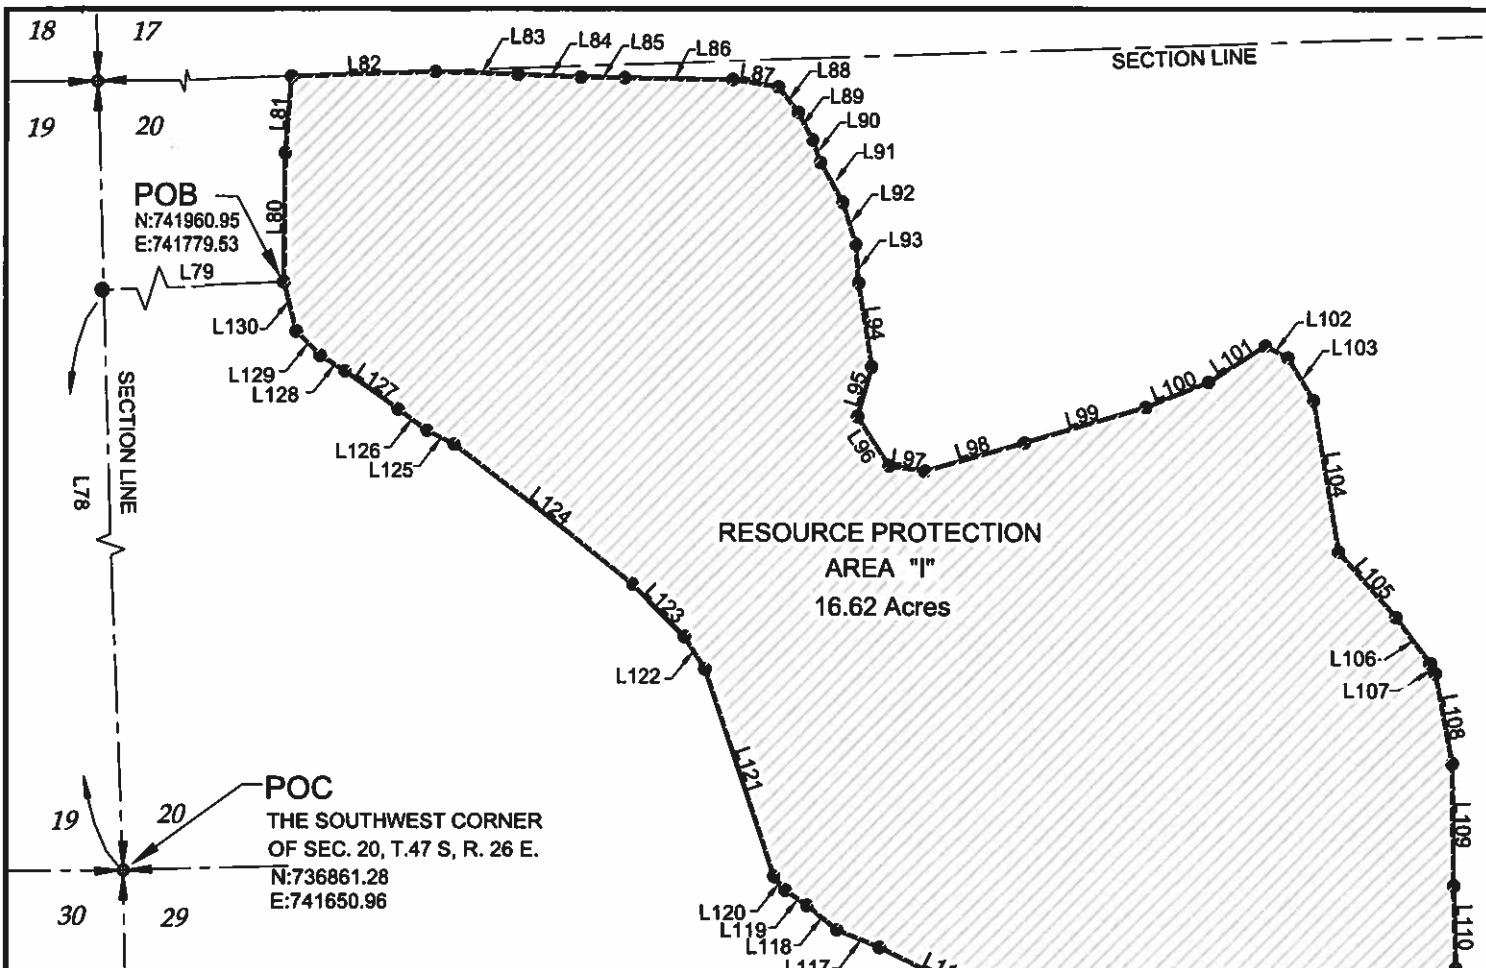 18
17
L82
L83
L84
L85
L86
L87
L88
SECTION LINE
L89
L81
19
20
L90
L91
POB
N:741960.95
E:741779.53
L92
L80
L93
L79
L130
L94
L102
L101
L103
L129
L128
L127
L95
L100
SECTION LINE
L126
L125
L96
L97
L98
L99
L78
L124
L104
RESOURCE PROTECTION
AREA "I"
16.62 Acres
L105
L123
L122
L106
L107
L108
L121
POC
19
20
THE SOUTHWEST CORNER
OF SEC. 20, T.47 S, R. 26 E.
N:736861.28
E:741650.96
L109
30
29
L120
L119
L118
L117
L110